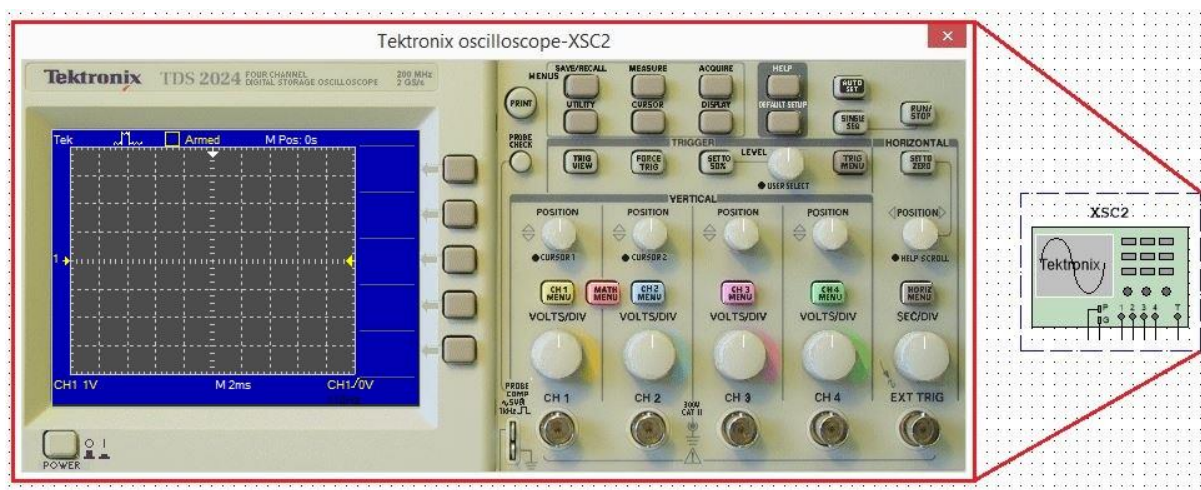 Tektronix oscilloscope-XSC2
Tektronix TDS 2024 FOUR CHANNEL DIGITAL STORAGE OSCILLOSCOPE 200 MHz 2 GS/s
Tek Armed M Pos: 0s
1
CH1 1V M 2ms CH1 0V
POWER
MENUS
SAVE/RECALL MEASURE ACQUIRE HELP AUTO SET
PRINT
UTILITY CURSOR DISPLAY DEFAULT SETUP SINGLE SEQ RUN/STOP
PROBE CHECK
TRIGGER HORIZONTAL
TRIG VIEW FORCE TRIG SET TO 50% LEVEL TRIG MENU SET TO ZERO
USER SELECT
VERTICAL
POSITION POSITION POSITION POSITION POSITION
CURSOR 1 CURSOR 2 HELP SCROLL
CH 1 MENU MATH MENU CH 2 MENU CH 3 MENU CH 4 MENU HORIZ MENU
VOLTS/DIV VOLTS/DIV VOLTS/DIV VOLTS/DIV SEC/DIV
PROBE COMP
~5V@
1kHz
CH 1 CH 2 300V CAT II CH 3 CH 4 EXT TRIG
XSC2
Tektronix
P G 1 2 3 4 T